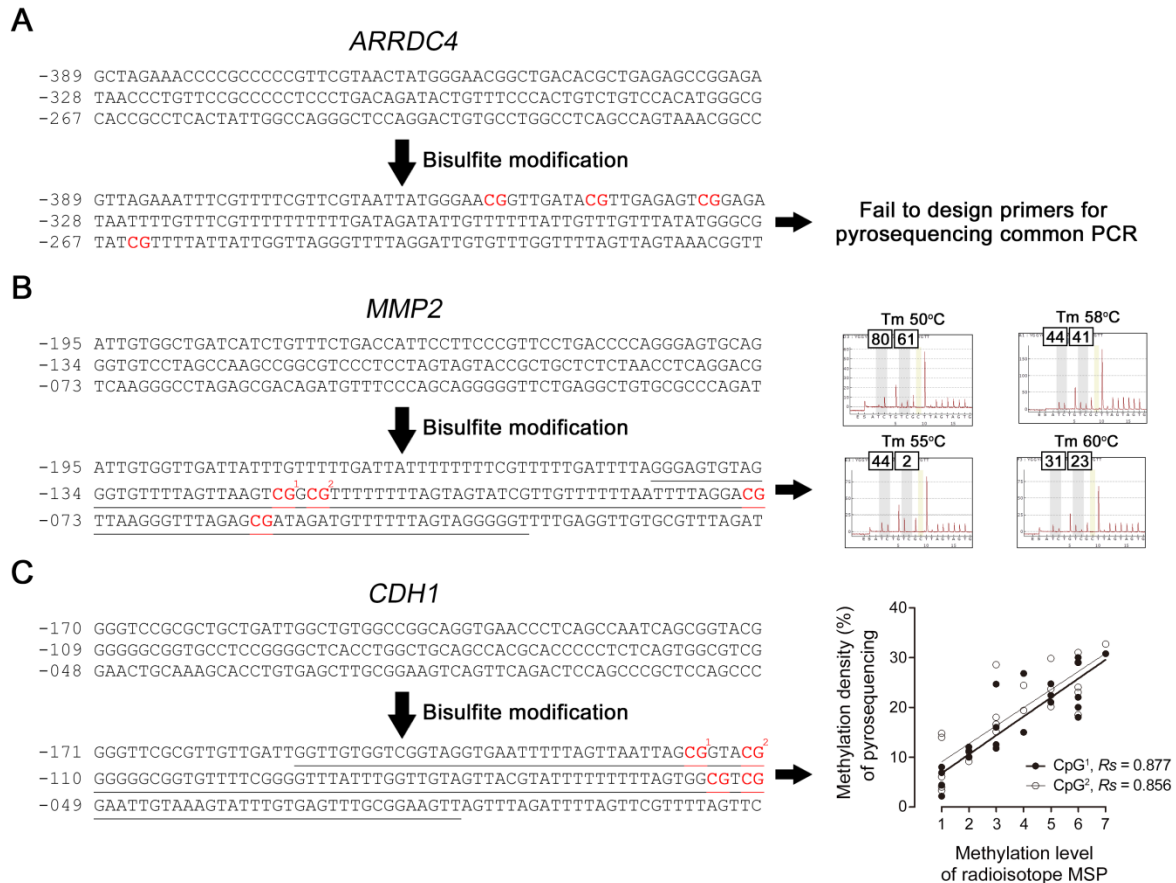 A
ARRDC4
-389 GCTAGAAACCCCGCCCCCGTTCGTAACTATGGGAACGGCTGACACGCTGAGAGCCGGAGA
-328 TAACCCTGTTCCGCCCCCTCCCTGACAGATACTGTTTCCCACTGTCTGTCCACATGGGCG
-267 CACCGCCTCACTATTGGCCAGGGCTCCAGGACTGTGCCTGGCCTCAGCCAGTAAACGGCC
Bisulfite modification
-389 GTTAGAAATTTCGTTTTCGTTCGTAATTATGGGAACGGTTGATACGTTGAGAGTCGGAGA
-328 TAATTTTGTTTCGTTTTTTTTTTGATAGATATTGTTTTTTATTGTTTGTTTATATGGGCG
-267 TATCGTTTTATTATTGGTTAGGGTTTTAGGATTGTGTTTGGTTTTAGTTAGTAAACGGTT
Fail to design primers for
pyrosequencing common PCR
B
MMP2
-195 ATTGTGGCTGATCATCTGTTTCTGACCATTCCTTCCCGTTCCTGACCCCAGGGAGTGCAG
-134 GGTGTCCTAGCCAAGCCGGCGTCCCTCCTAGTAGTACCGCTGCTCTCTAACCTCAGGACG
-073 TCAAGGGCCTAGAGCGACAGATGTTTCCCAGCAGGGGGTTCTGAGGCTGTGCGCCCAGAT
Bisulfite modification
-195 ATTGTGGTTGATTATTTGTTTTTGATTATTTTTTTTCGTTTTTGATTTTAGGGAGTGTAG
-134 GGTGTTTTAGTTAAGTCG1GCG2TTTTTTTTAGTAGTATCGTTGTTTTTTAATTTTAGGACG
-073 TTAAGGGTTTAGAGCGATAGATGTTTTTTAGTAGGGGGTTTTGAGGTTGTGCGTTTAGAT
Tm 50°C
80 61
Tm 58°C
44 41
Tm 55°C
44 2
Tm 60°C
31 23
C
CDH1
-170 GGGTCCGCGCTGCTGATTGGCTGTGGCCGGCAGGTGAACCCTCAGCCAATCAGCGGTACG
-109 GGGGGCGGTGCCTCCGGGGCTCACCTGGCTGCAGCCACGCACCCCCTCTCAGTGGCGTCG
-048 GAACTGCAAAGCACCTGTGAGCTTGCGGAAGTCAGTTCAGACTCCAGCCCGCTCCAGCCC
Bisulfite modification
-171 GGGTTCGCGTTGTTGATTGGTTGTGGTCGGTAGGTGAATTTTTAGTTAATTAGCG1GTACG2
-110 GGGGGCGGTGTTTTCGGGGTTTATTTGGTTGTAGTTACGTATTTTTTTTTAGTGGCGTCG
-049 GAATTGTAAAGTATTTGTGAGTTTGCGGAAGTTAGTTTAGATTTTAGTTCGTTTTAGTTC
Methylation density (%)
of pyrosequencing
40
30
20
10
0
CpG1, Rs = 0.877
CpG2, Rs = 0.856
1 2 3 4 5 6 7
Methylation level
of radioisotope MSP